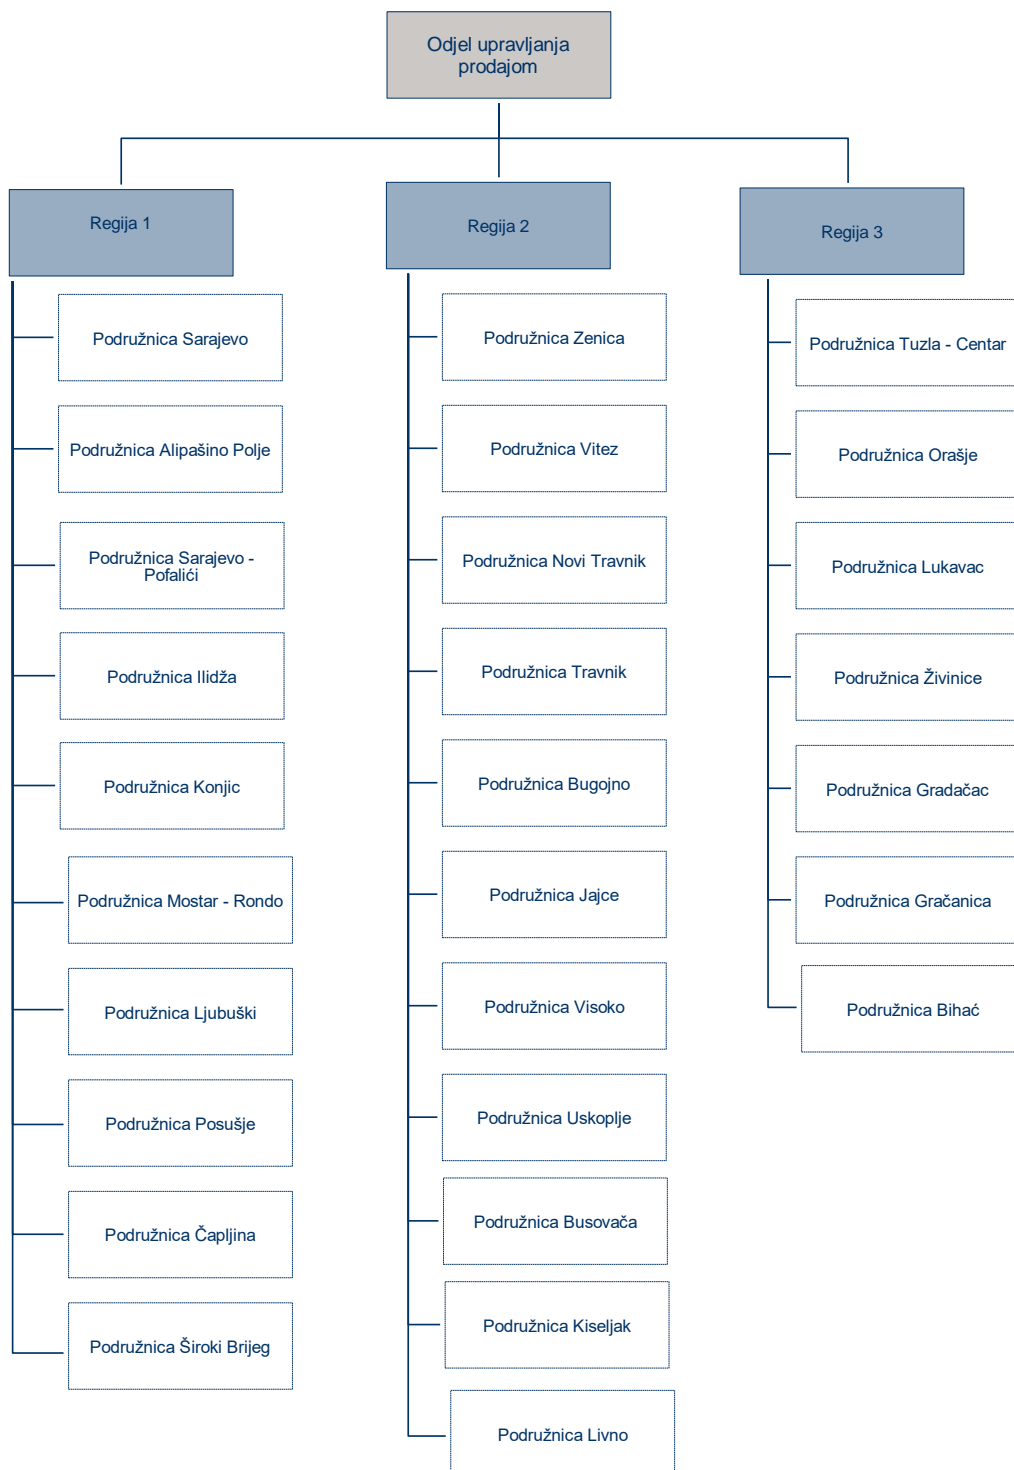 Odjel upravljanja
prodajom
Regija 1
Podružnica Sarajevo
Podružnica Alipašino Polje
Podružnica Sarajevo -
Pofalići
Podružnica Ilidža
Podružnica Konjic
Podružnica Mostar - Rondo
Podružnica Ljubuški
Podružnica Posušje
Podružnica Čapljina
Podružnica Široki Brijeg
Regija 2
Podružnica Zenica
Podružnica Vitez
Podružnica Novi Travnik
Podružnica Travnik
Podružnica Bugojno
Podružnica Jajce
Podružnica Visoko
Podružnica Uskoplje
Podružnica Busovača
Podružnica Kiseljak
Podružnica Livno
Regija 3
Podružnica Tuzla - Centar
Podružnica Orašje
Podružnica Lukavac
Podružnica Živinice
Podružnica Gradačac
Podružnica Gračanica
Podružnica Bihać